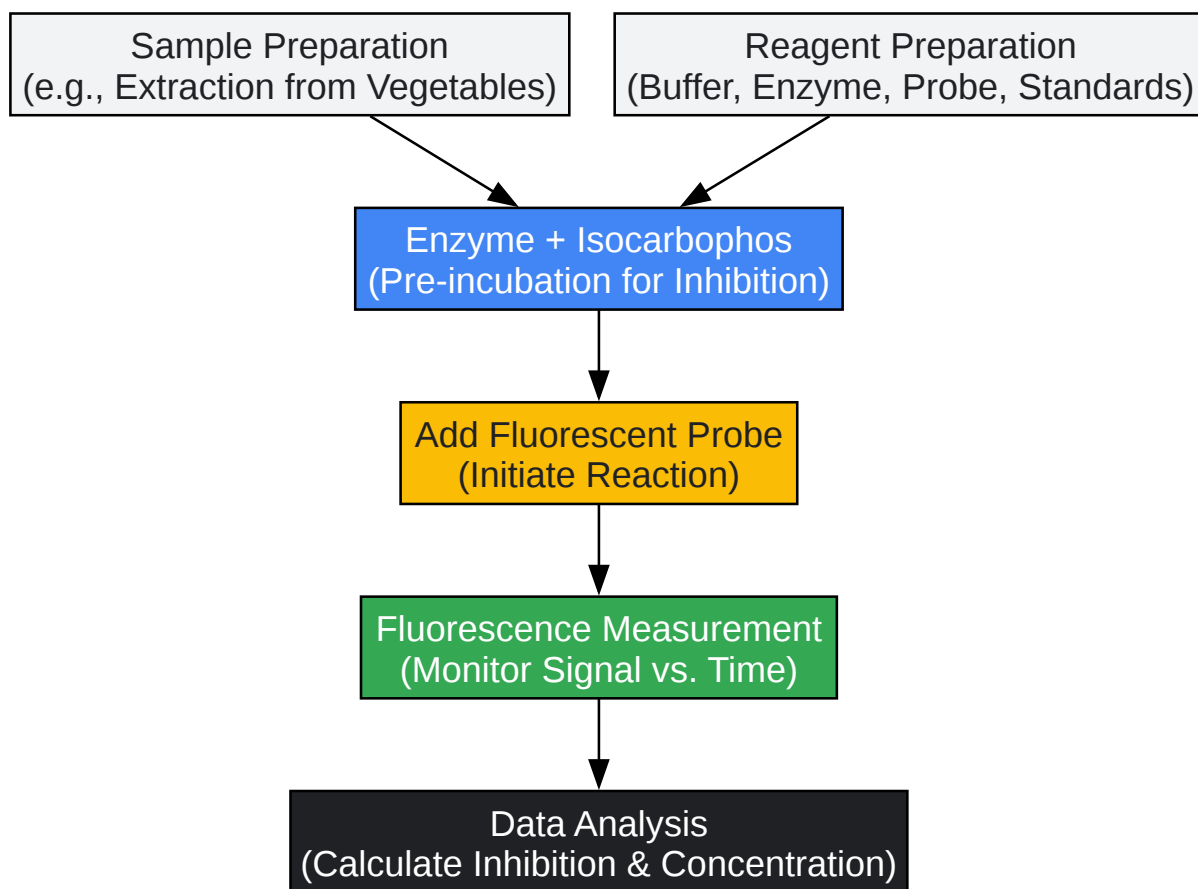 Sample Preparation
(e.g., Extraction from Vegetables)
Reagent Preparation
(Buffer, Enzyme, Probe, Standards)
Enzyme + Isocarbophos
(Pre-incubation for Inhibition)
Add Fluorescent Probe
(Initiate Reaction)
Fluorescence Measurement
(Monitor Signal vs. Time)
Data Analysis
(Calculate Inhibition & Concentration)